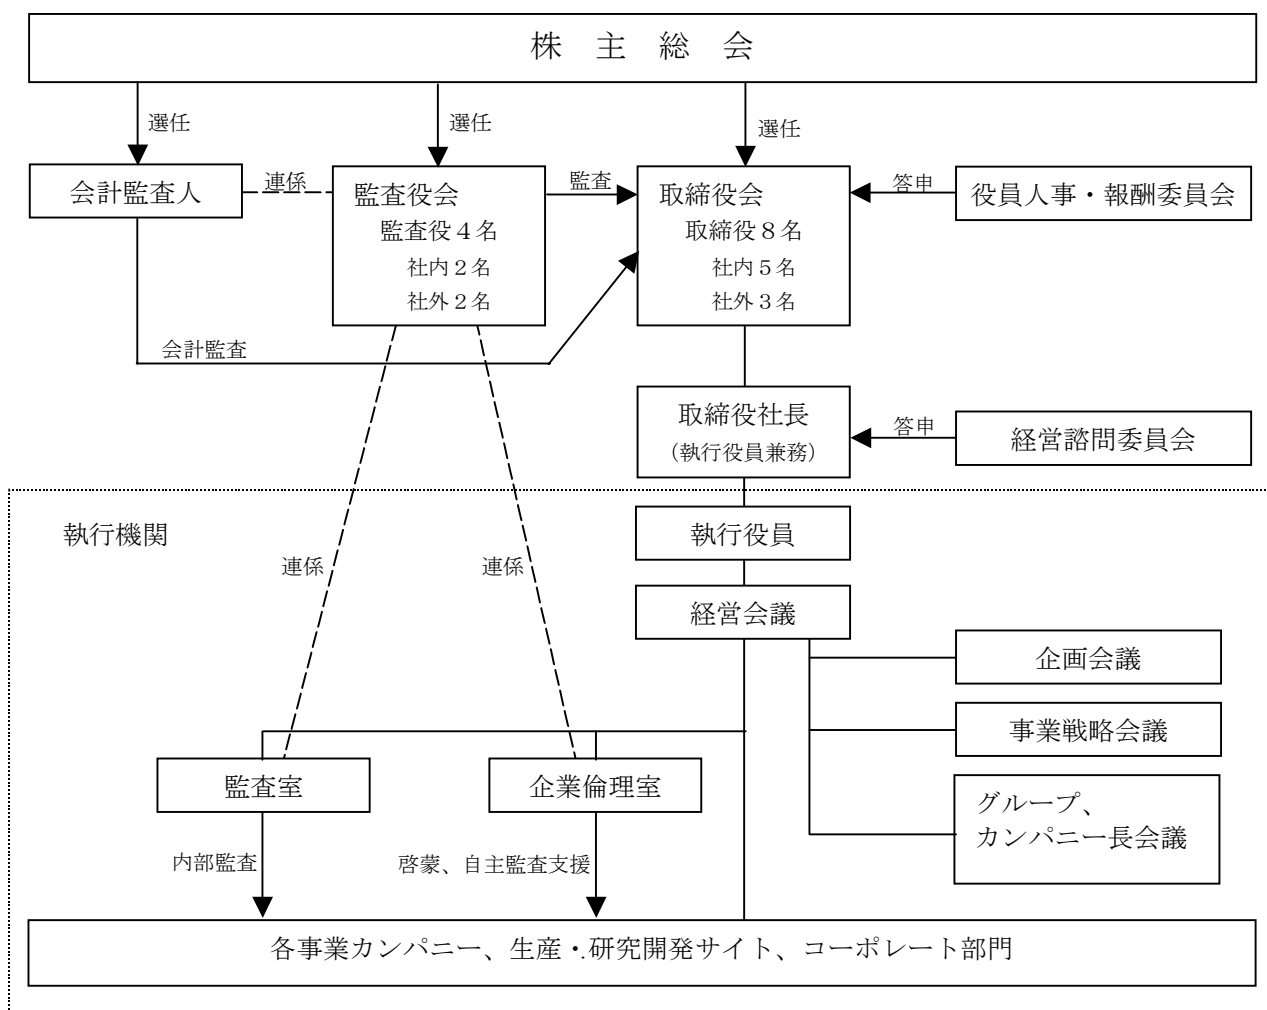 株　主　総　会
選任
選任
選任
会計監査人
連係
監査役会
監査役４名
社内２名
社外２名
監査
取締役会
取締役８名
社内５名
社外３名
答申
役員人事・報酬委員会
会計監査
取締役社長
（執行役員兼務）
答申
経営諮問委員会
執行機関
執行役員
連係
連係
経営会議
企画会議
事業戦略会議
グループ、
カンパニー長会議
監査室
企業倫理室
内部監査
啓蒙、自主監査支援
各事業カンパニー、生産・.研究開発サイト、コーポレート部門